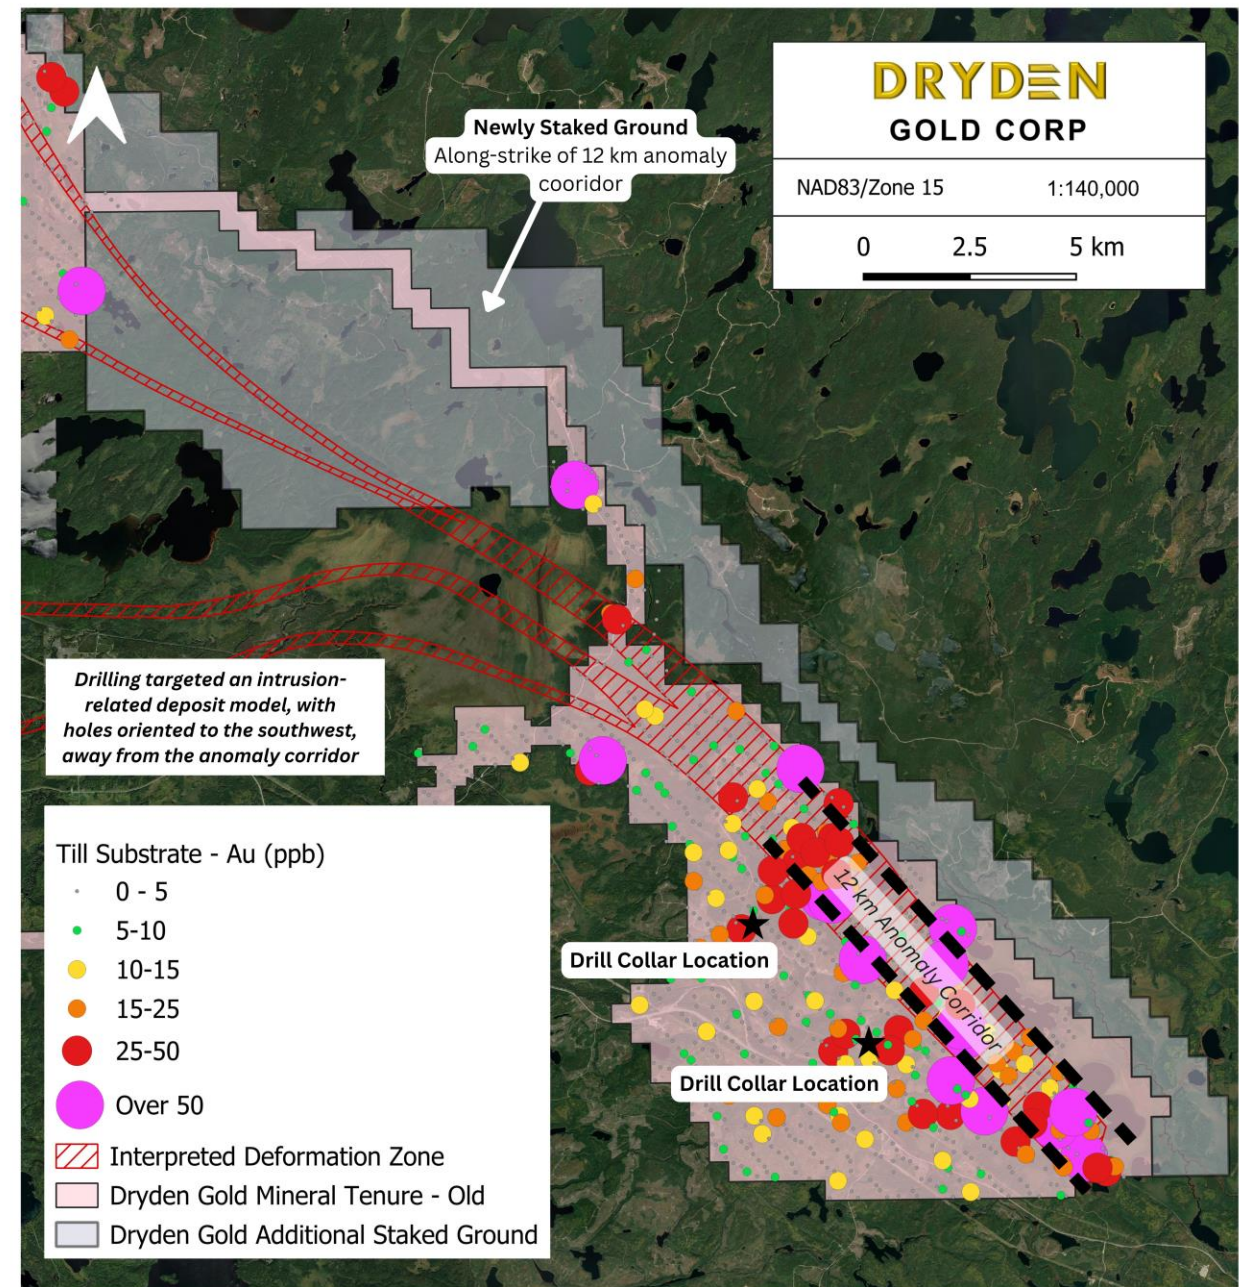 DRYDEN
GOLD CORP
NAD83/Zone 15 1:140,000
0 2.5 5 km
Newly Staked Ground
Along-strike of 12 km anomaly
cooridor
Drilling targeted an intrusion-
related deposit model, with
holes oriented to the southwest,
away from the anomaly corridor
12 km Anomaly Corridor
Drill Collar Location
Drill Collar Location
Till Substrate - Au (ppb)
0 - 5
5-10
10-15
15-25
25-50
Over 50
Interpreted Deformation Zone
Dryden Gold Mineral Tenure - Old
Dryden Gold Additional Staked Ground